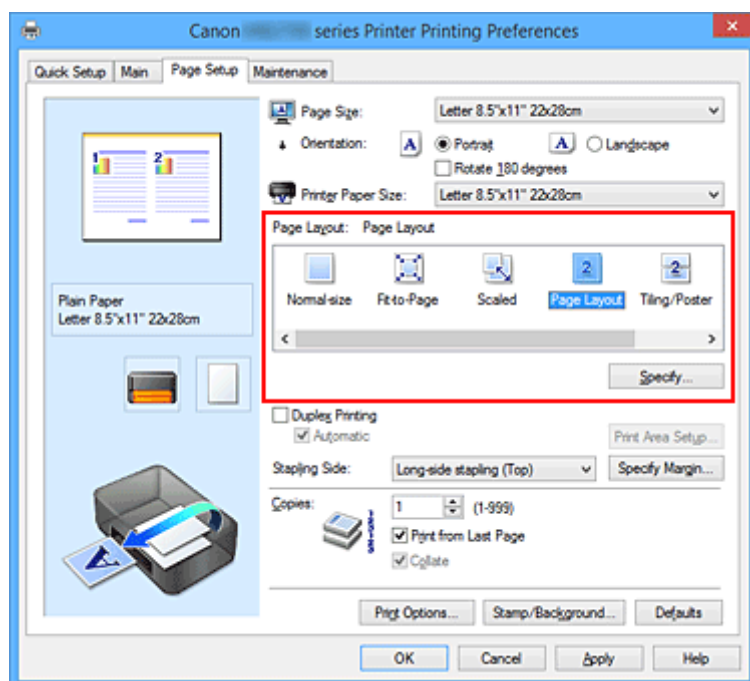 Canon series Printer Printing Preferences
Quick Setup Main Page Setup Maintenance
Page Size: Letter 8.5"x11" 22x28cm
Orientation: A Portrait A Landscape
Rotate 180 degrees
Printer Paper Size: Letter 8.5"x11" 22x28cm
Page Layout: Page Layout
Normal-size Fit-to-Page Scaled Page Layout Tiling/Poster
Specify...
1 2
Plain Paper
Letter 8.5"x11" 22x28cm
Duplex Printing
Automatic Print Area Setup...
Stapling Side: Long-side stapling (Top) Specify Margin...
Copies: 1 (1-999)
Print from Last Page
Collate
Print Options... Stamp/Background... Defaults
OK Cancel Apply Help